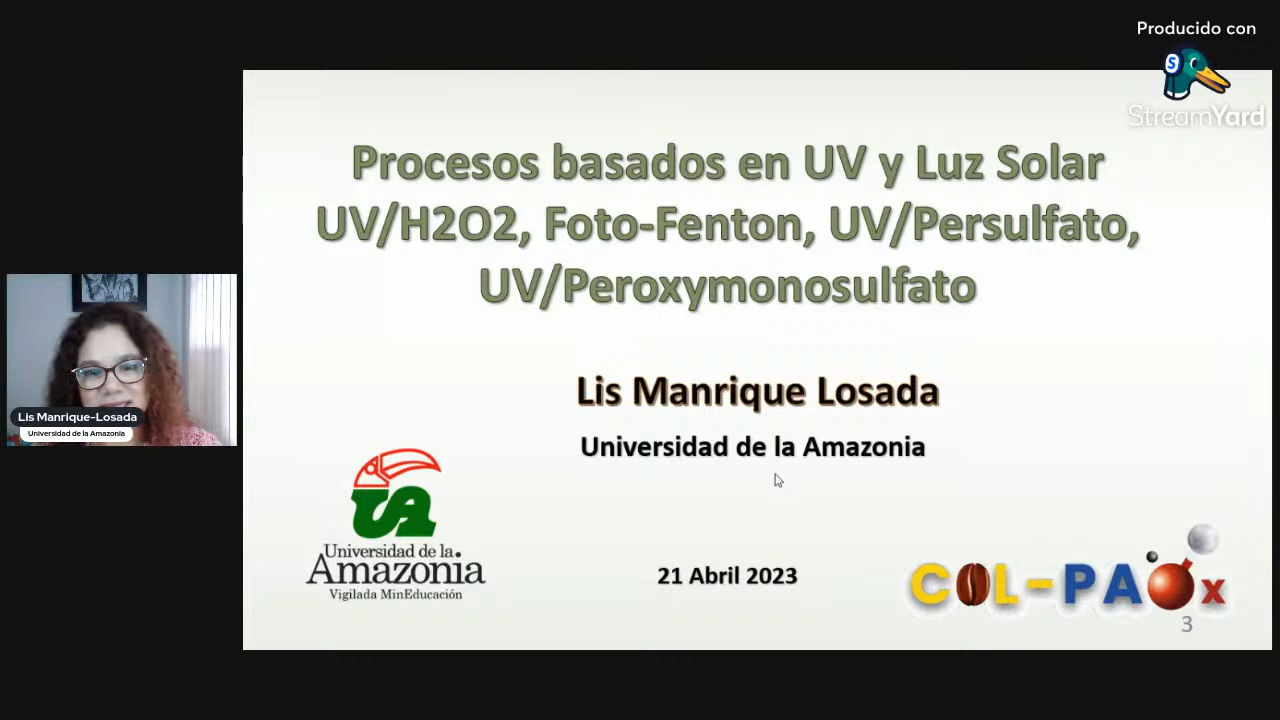 Producido con
StreamYard
Procesos basados en UV y Luz Solar
UV/H2O2, Foto-Fenton, UV/Persulfato,
UV/Peroxymonosulfato
Lis Manrique Losada
Universidad de la Amazonia
Lis Manrique-Losada
Universidad de la Amazonia
UA
Universidad de la
Amazonia
Vigilada MinEducación
21 Abril 2023
COL-PAOx
3